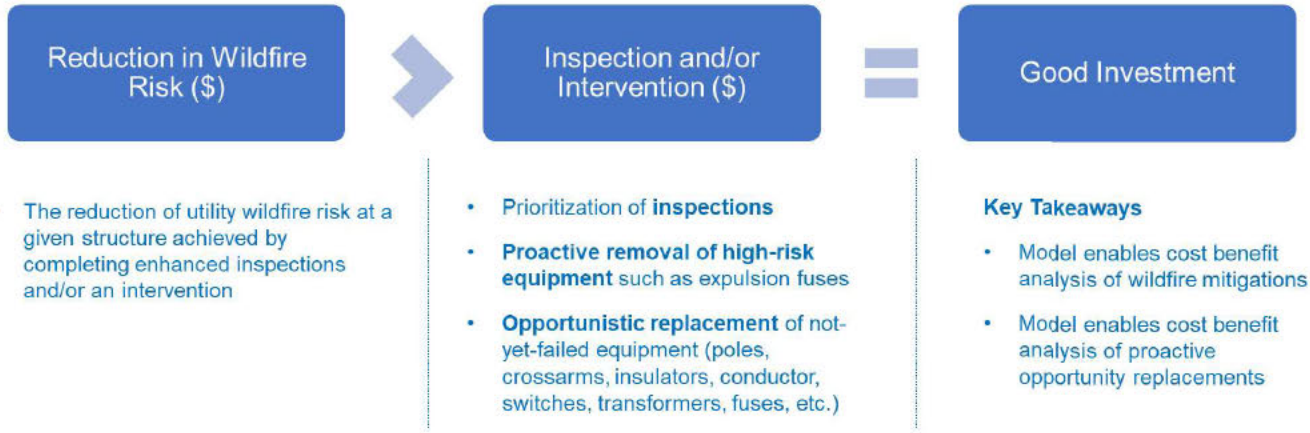 Reduction in Wildfire
Risk ($)
Inspection and/or
Intervention ($)
Good Investment
The reduction of utility wildfire risk at a
given structure achieved by
completing enhanced inspections
and/or an intervention
• Prioritization of inspections
• Proactive removal of high-risk
equipment such as expulsion fuses
• Opportunistic replacement of not-
yet-failed equipment (poles,
crossarms, insulators, conductor,
switches, transformers, fuses, etc.)
Key Takeaways
• Model enables cost benefit
analysis of wildfire mitigations
• Model enables cost benefit
analysis of proactive
opportunity replacements